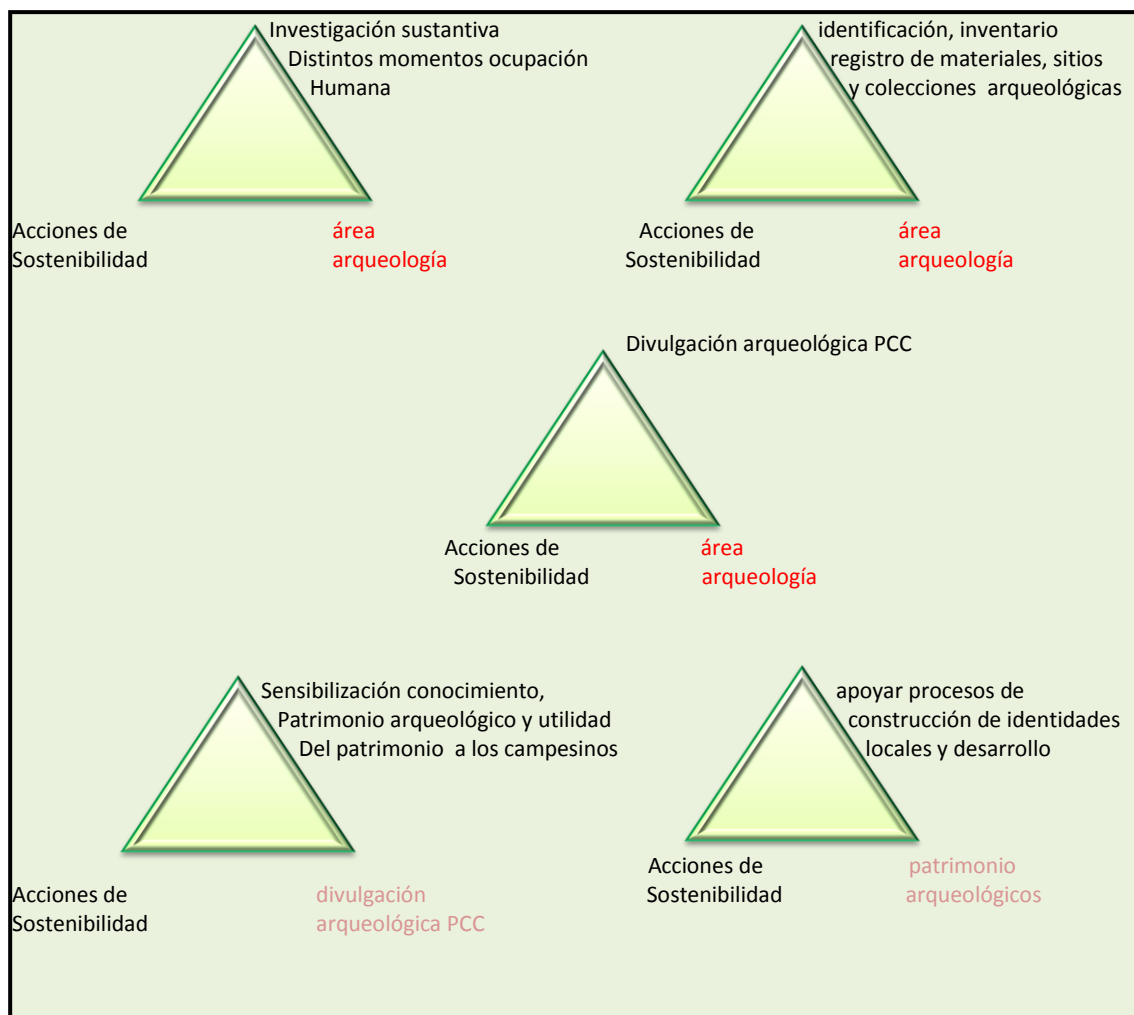 Investigación sustantiva
Distintos momentos ocupación
Humana
Acciones de
Sostenibilidad
área
arqueología
identificación, inventario
registro de materiales, sitios
y colecciones arqueológicas
Acciones de
Sostenibilidad
área
arqueología
Divulgación arqueológica PCC
Acciones de
Sostenibilidad
área
arqueología
Sensibilización conocimiento,
Patrimonio arqueológico y utilidad
Del patrimonio a los campesinos
Acciones de
Sostenibilidad
divulgación
arqueológica PCC
apoyar procesos de
construcción de identidades
locales y desarrollo
Acciones de
Sostenibilidad
patrimonio
arqueológicos